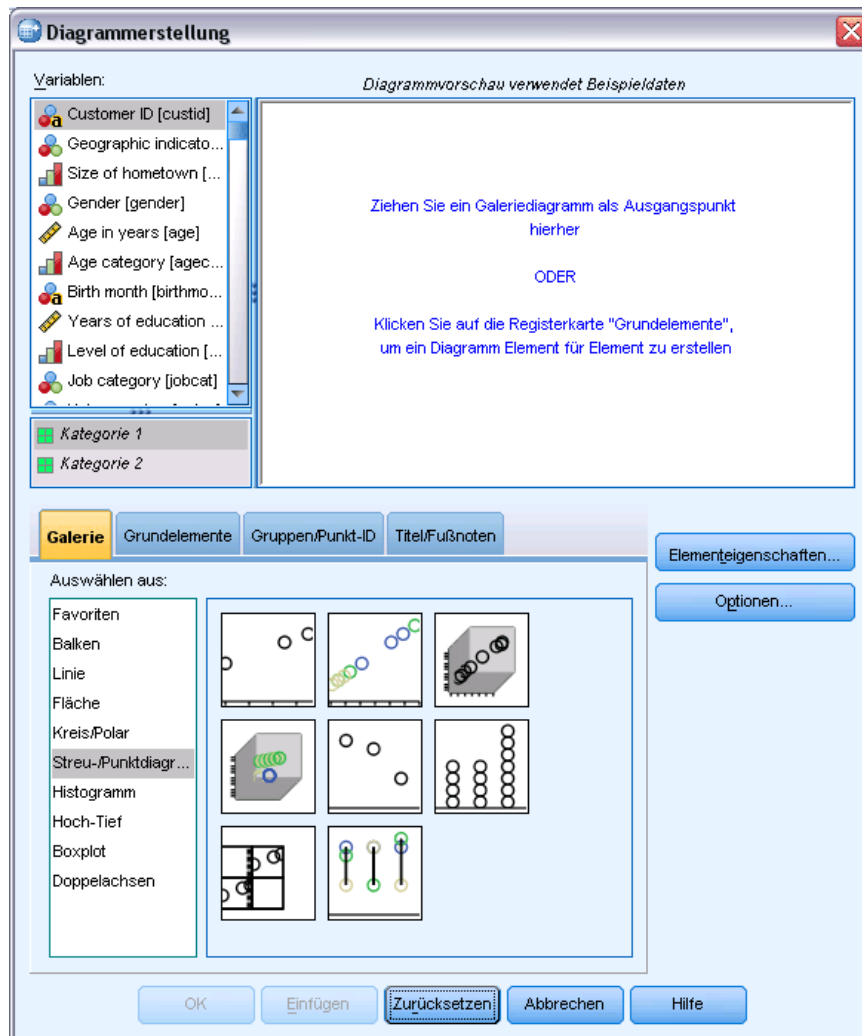 Diagrammerstellung
Variablen:
Diagrammvorschau verwendet Beispieldaten
Customer ID [custid]
Geographic indicato...
Size of hometown [...
Gender [gender]
Age in years [age]
Age category [agec...
Birth month [birthmo...
Years of education ...
Level of education [...
Job category [jobcat]
Kategorie 1
Kategorie 2
Ziehen Sie ein Galeriediagramm als Ausgangspunkt
hierher
ODER
Klicken Sie auf die Registerkarte "Grundelemente",
um ein Diagramm Element für Element zu erstellen
Galerie
Grundelemente
Gruppen/Punkt-ID
Titel/Fußnoten
Elementeigenschaften...
Optionen...
Auswählen aus:
Favoriten
Balken
Linie
Fläche
Kreis/Polar
Streu-/Punktdiagr...
Histogramm
Hoch-Tief
Boxplot
Doppelachsen
OK
Einfügen
Zurücksetzen
Abbrechen
Hilfe